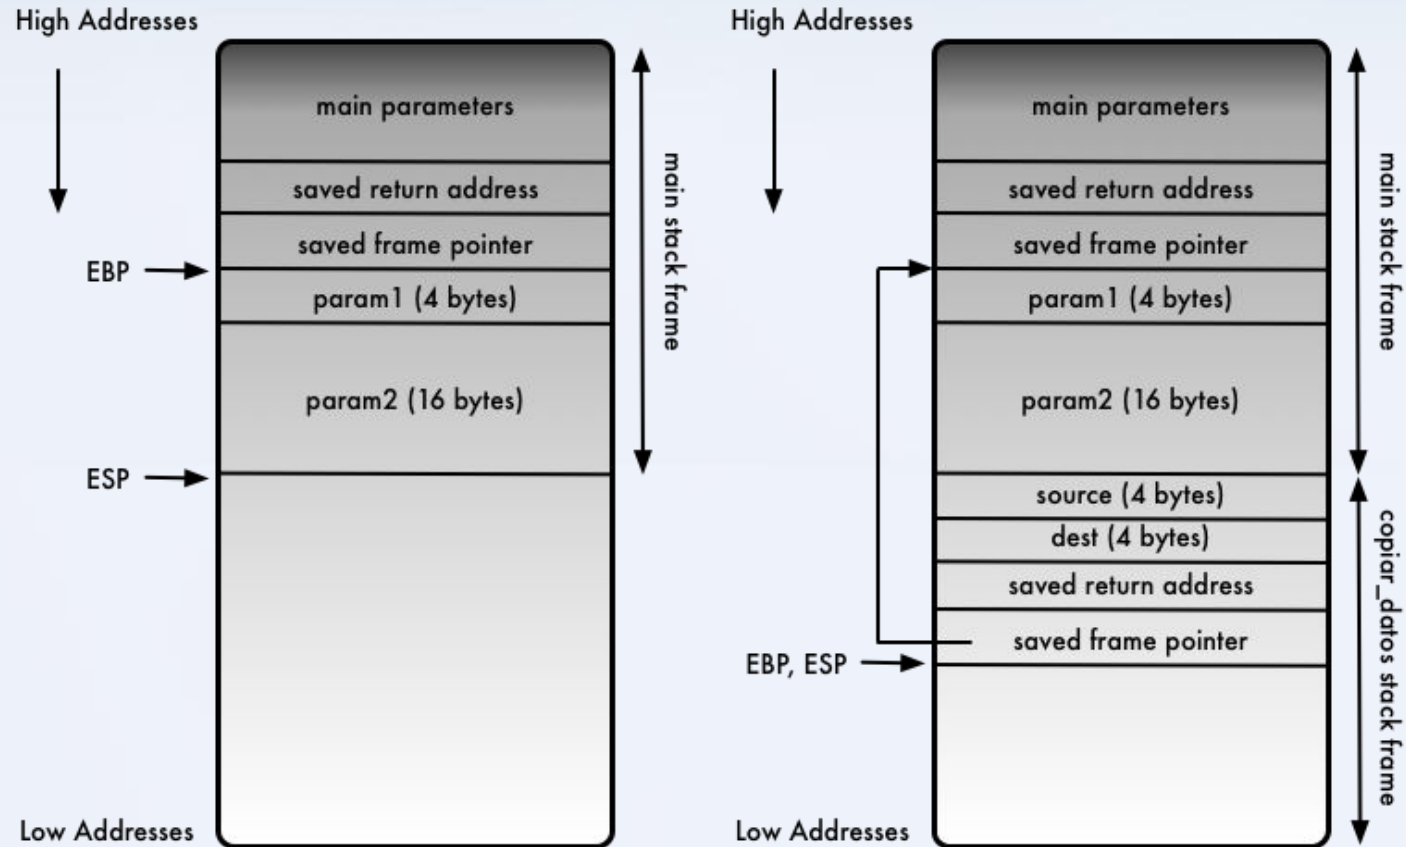 High Addresses
main parameters
saved return address
saved frame pointer
EBP
param1 (4 bytes)
param2 (16 bytes)
ESP
main stack frame
Low Addresses
High Addresses
main parameters
saved return address
saved frame pointer
param1 (4 bytes)
param2 (16 bytes)
main stack frame
source (4 bytes)
dest (4 bytes)
saved return address
saved frame pointer
EBP, ESP
copiar_datos stack frame
Low Addresses